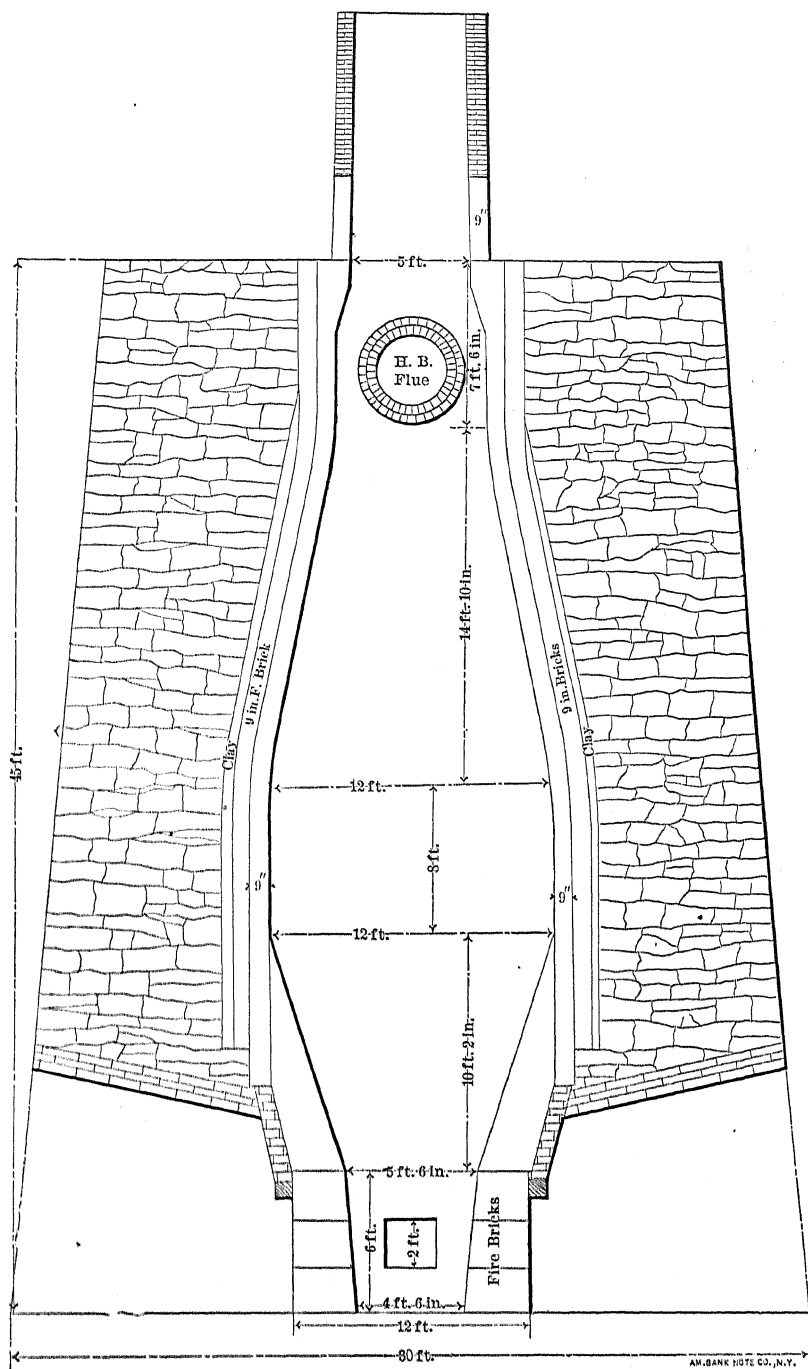 9"
5 ft.
H. B.
Flue
7 ft. 6 in.
14 ft. 10 in.
9 in. F. Brick
9 in. Bricks
Clay
Clay
45 ft.
12 ft.
8 ft.
9"
9"
12 ft.
10 ft. 2 in.
5 ft. 6 in.
6 ft.
2 ft.
Fire Bricks
4 ft. 6 in.
12 ft.
30 ft.
AM. BANK NOTE CO., N.Y.